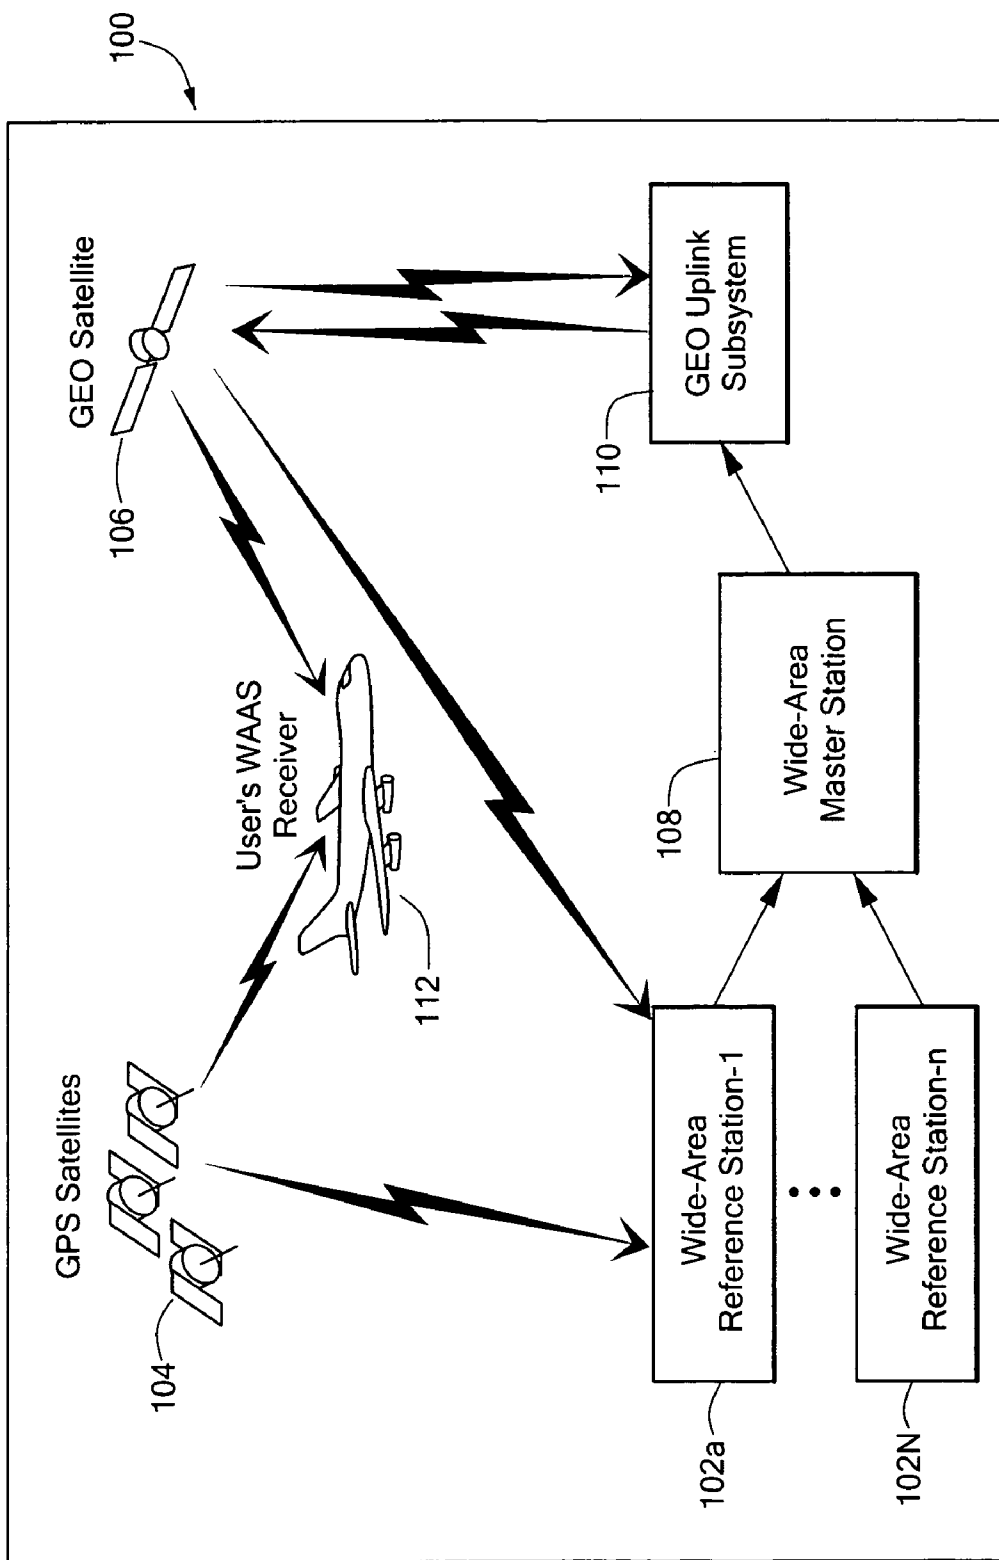 100
GPS Satellites
GEO Satellite
104
106
User's WAAS
Receiver
112
102a
Wide-Area
Reference Station-1
108
Wide-Area
Master Station
110
GEO Uplink
Subsystem
102N
Wide-Area
Reference Station-n